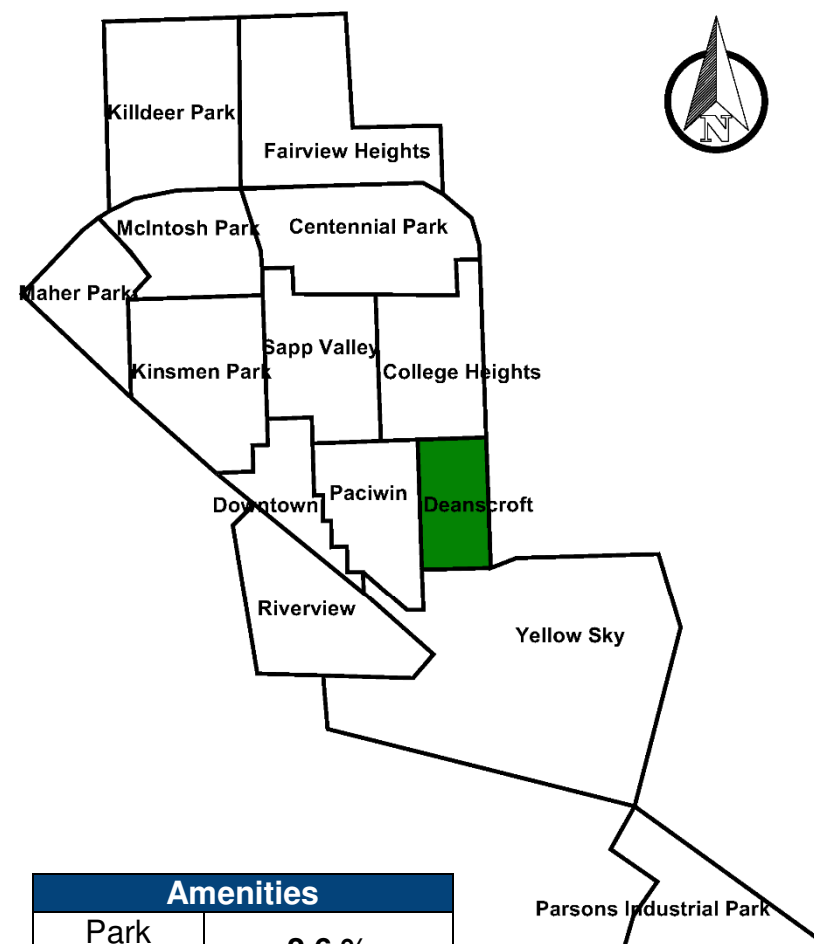 Killdeer Park
Fairview Heights
N
McIntosh Park
Centennial Park
Maher Park
Sapp Valley
Kinsmen Park
College Heights
Paciwin
Downtown
Deanscroft
Riverview
Yellow Sky
Amenities
Parsons Industrial Park
Park